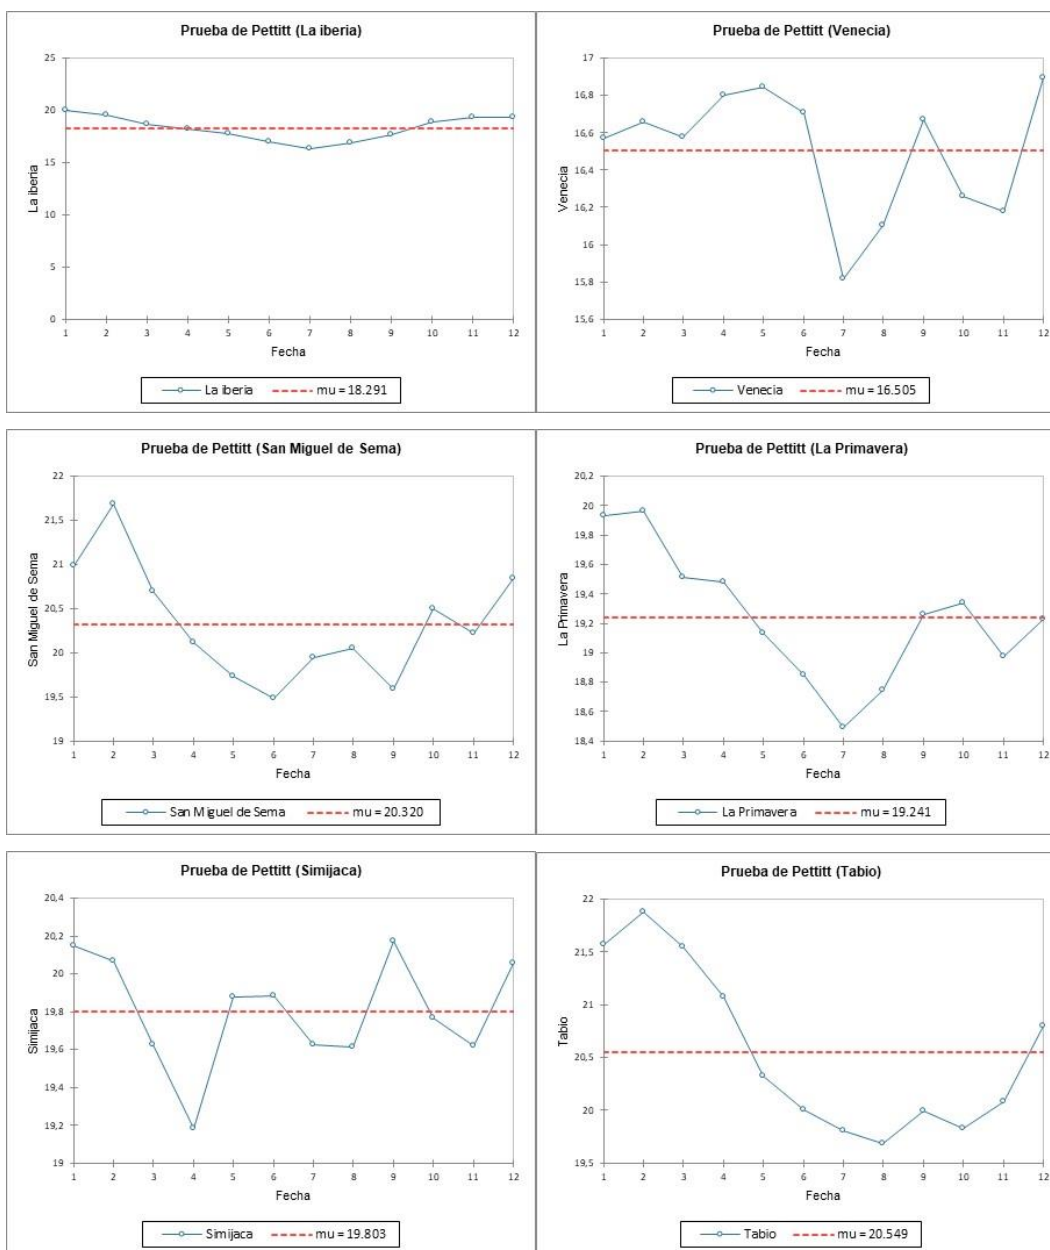 Prueba de Pettitt (La iberia)
25
20
15
10
5
0
La iberia
1 2 3 4 5 6 7 8 9 10 11 12
Fecha
La iberia mu = 18.291
Prueba de Pettitt (Venecia)
17
16,8
16,6
16,4
16,2
16
15,8
15,6
Venecia
1 2 3 4 5 6 7 8 9 10 11 12
Fecha
Venecia mu = 16.505
Prueba de Pettitt (San Miguel de Sema)
22
21,5
21
20,5
20
19,5
19
San Miguel de Sema
1 2 3 4 5 6 7 8 9 10 11 12
Fecha
San Miguel de Sema mu = 20.320
Prueba de Pettitt (La Primavera)
20,2
20
19,8
19,6
19,4
19,2
19
18,8
18,6
18,4
La Primavera
1 2 3 4 5 6 7 8 9 10 11 12
Fecha
La Primavera mu = 19.241
Prueba de Pettitt (Simijaca)
20,4
20,2
20
19,8
19,6
19,4
19,2
19
Simijaca
1 2 3 4 5 6 7 8 9 10 11 12
Fecha
Simijaca mu = 19.803
Prueba de Pettitt (Tabio)
22
21,5
21
20,5
20
19,5
Tabio
1 2 3 4 5 6 7 8 9 10 11 12
Fecha
Tabio mu = 20.549